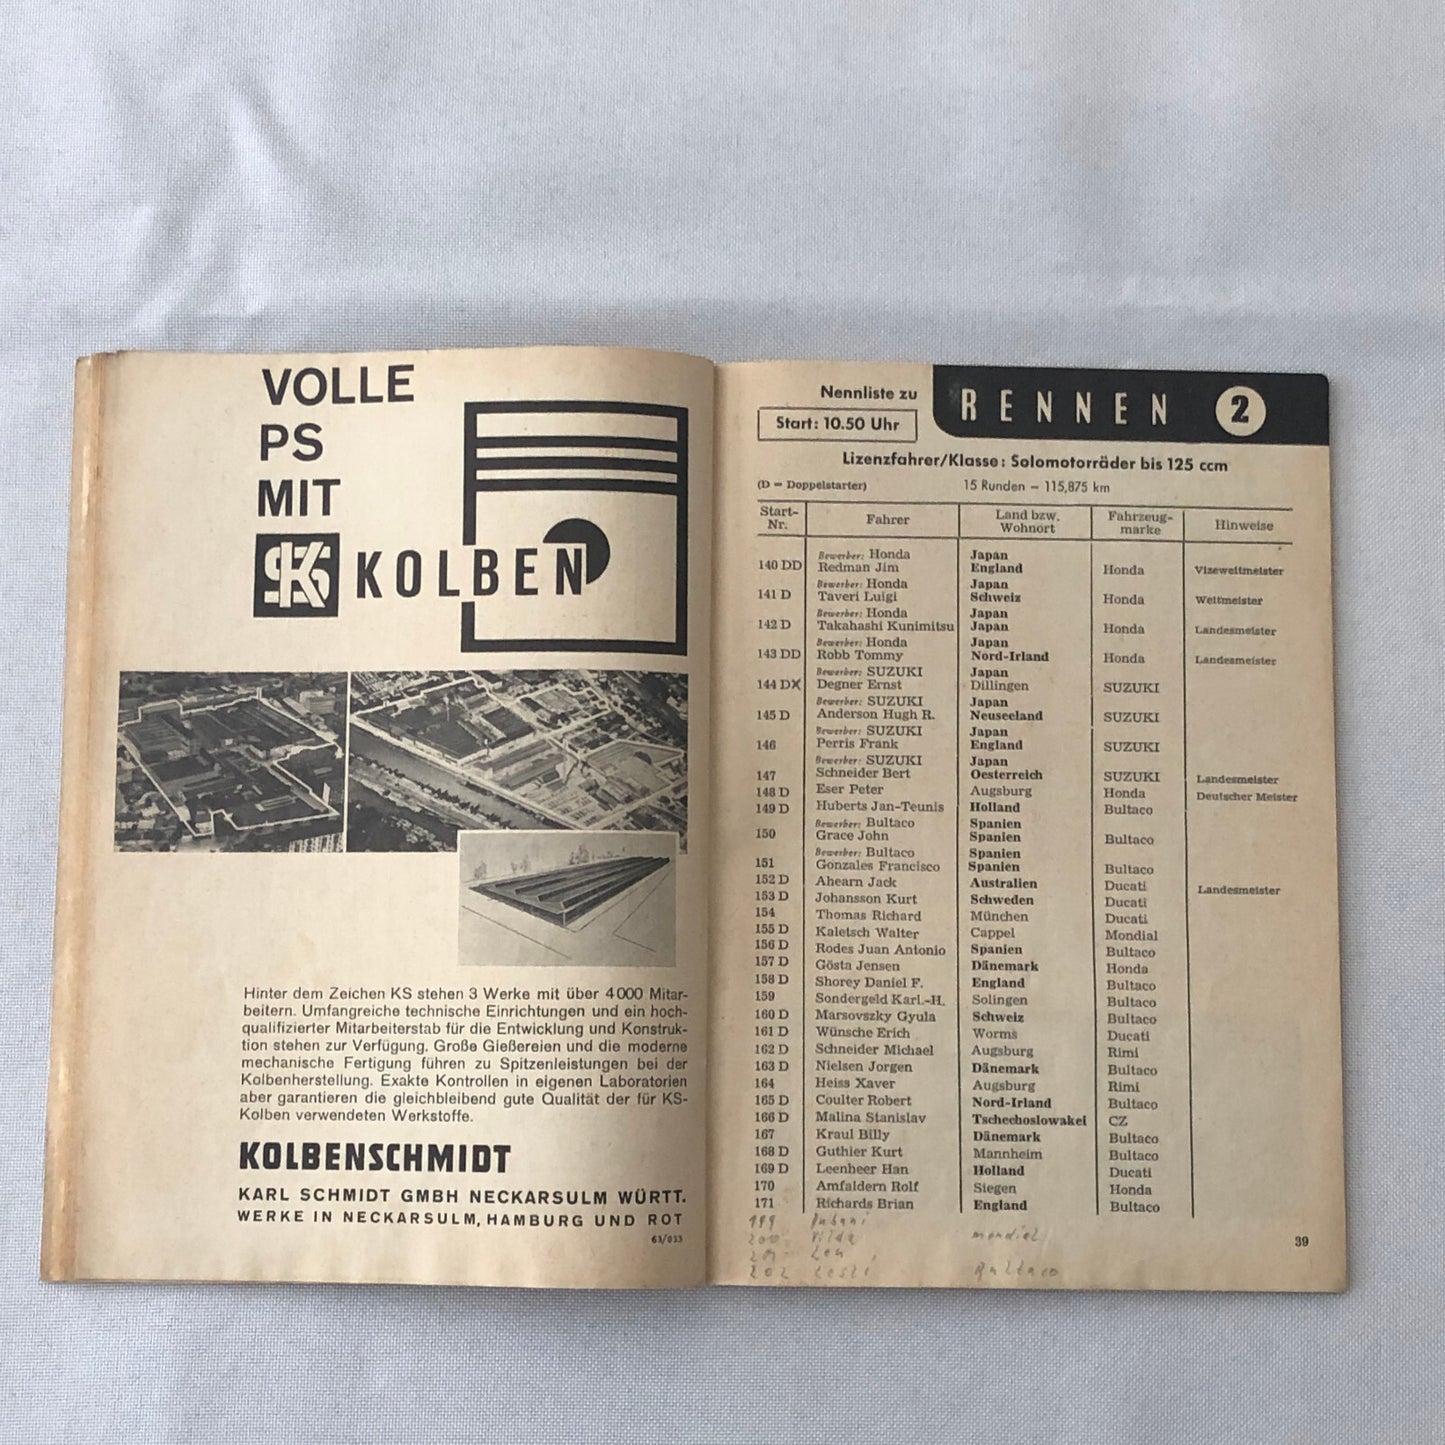 VOLLE
PS
MIT
KS KOLBEN
Hinter dem Zeichen KS stehen 3 Werke mit über 4000 Mitar-
beitern. Umfangreiche technische Einrichtungen und ein hoch-
qualifizierter Mitarbeiterstab für die Entwicklung und Konstruk-
tion stehen zur Verfügung. Große Gießereien und die moderne
mechanische Fertigung führen zu Spitzenleistungen bei der
Kolbenherstellung. Exakte Kontrollen in eigenen Laboratorien
aber garantieren die gleichbleibend gute Qualität der für KS-
Kolben verwendeten Werkstoffe.
KOLBENSCHMIDT
KARL SCHMIDT GMBH NECKARSULM WÜRTT.
WERKE IN NECKARSULM, HAMBURG UND ROT
63/033
Nennliste zu RENNEN 2
Start: 10.50 Uhr
Lizenzfahrer/Klasse: Solomotorräder bis 125 ccm
(D = Doppelstarter) 15 Runden – 115,875 km
Start- Land bzw. Fahrzeug-
Nr. Fahrer Wohnort marke Hinweise
Bewerber: Honda Japan
140 DD Redman Jim England Honda Vizeweltmeister
Bewerber: Honda Japan
141 D Taveri Luigi Schweiz Honda Weltmeister
Bewerber: Honda Japan
142 D Takahashi Kunimitsu Japan Honda Landesmeister
Bewerber: Honda Japan
143 DD Robb Tommy Nord-Irland Honda Landesmeister
Bewerber: SUZUKI Japan
144 DX Degner Ernst Dillingen SUZUKI
Bewerber: SUZUKI Japan
145 D Anderson Hugh R. Neuseeland SUZUKI
Bewerber: SUZUKI Japan
146 Perris Frank England SUZUKI
Bewerber: SUZUKI Japan
147 Schneider Bert Oesterreich SUZUKI Landesmeister
148 D Eser Peter Augsburg Honda Deutscher Meister
149 D Huberts Jan-Teunis Holland Bultaco
Bewerber: Bultaco Spanien
150 Grace John Spanien Bultaco
Bewerber: Bultaco Spanien
151 Gonzales Francisco Spanien Bultaco
152 D Ahearn Jack Australien Ducati Landesmeister
153 D Johansson Kurt Schweden Ducati
154 Thomas Richard München Ducati
155 D Kaletsch Walter Cappel Mondial
156 D Rodes Juan Antonio Spanien Bultaco
157 D Gösta Jensen Dänemark Honda
158 D Shorey Daniel F. England Bultaco
159 Sondergeld Karl.-H. Solingen Bultaco
160 D Marsovszky Gyula Schweiz Bultaco
161 D Wünsche Erich Worms Ducati
162 D Schneider Michael Augsburg Rimi
163 D Nielsen Jorgen Dänemark Bultaco
164 Heiss Xaver Augsburg Rimi
165 D Coulter Robert Nord-Irland Bultaco
166 D Malina Stanislav Tschechoslowakei CZ
167 Kraul Billy Dänemark Bultaco
168 D Guthier Kurt Mannheim Bultaco
169 D Leenheer Han Holland Ducati
170 Amfaldern Rolf Siegen Honda
171 Richards Brian England Bultaco
199
200 mondial
201
202 Bultaco
39